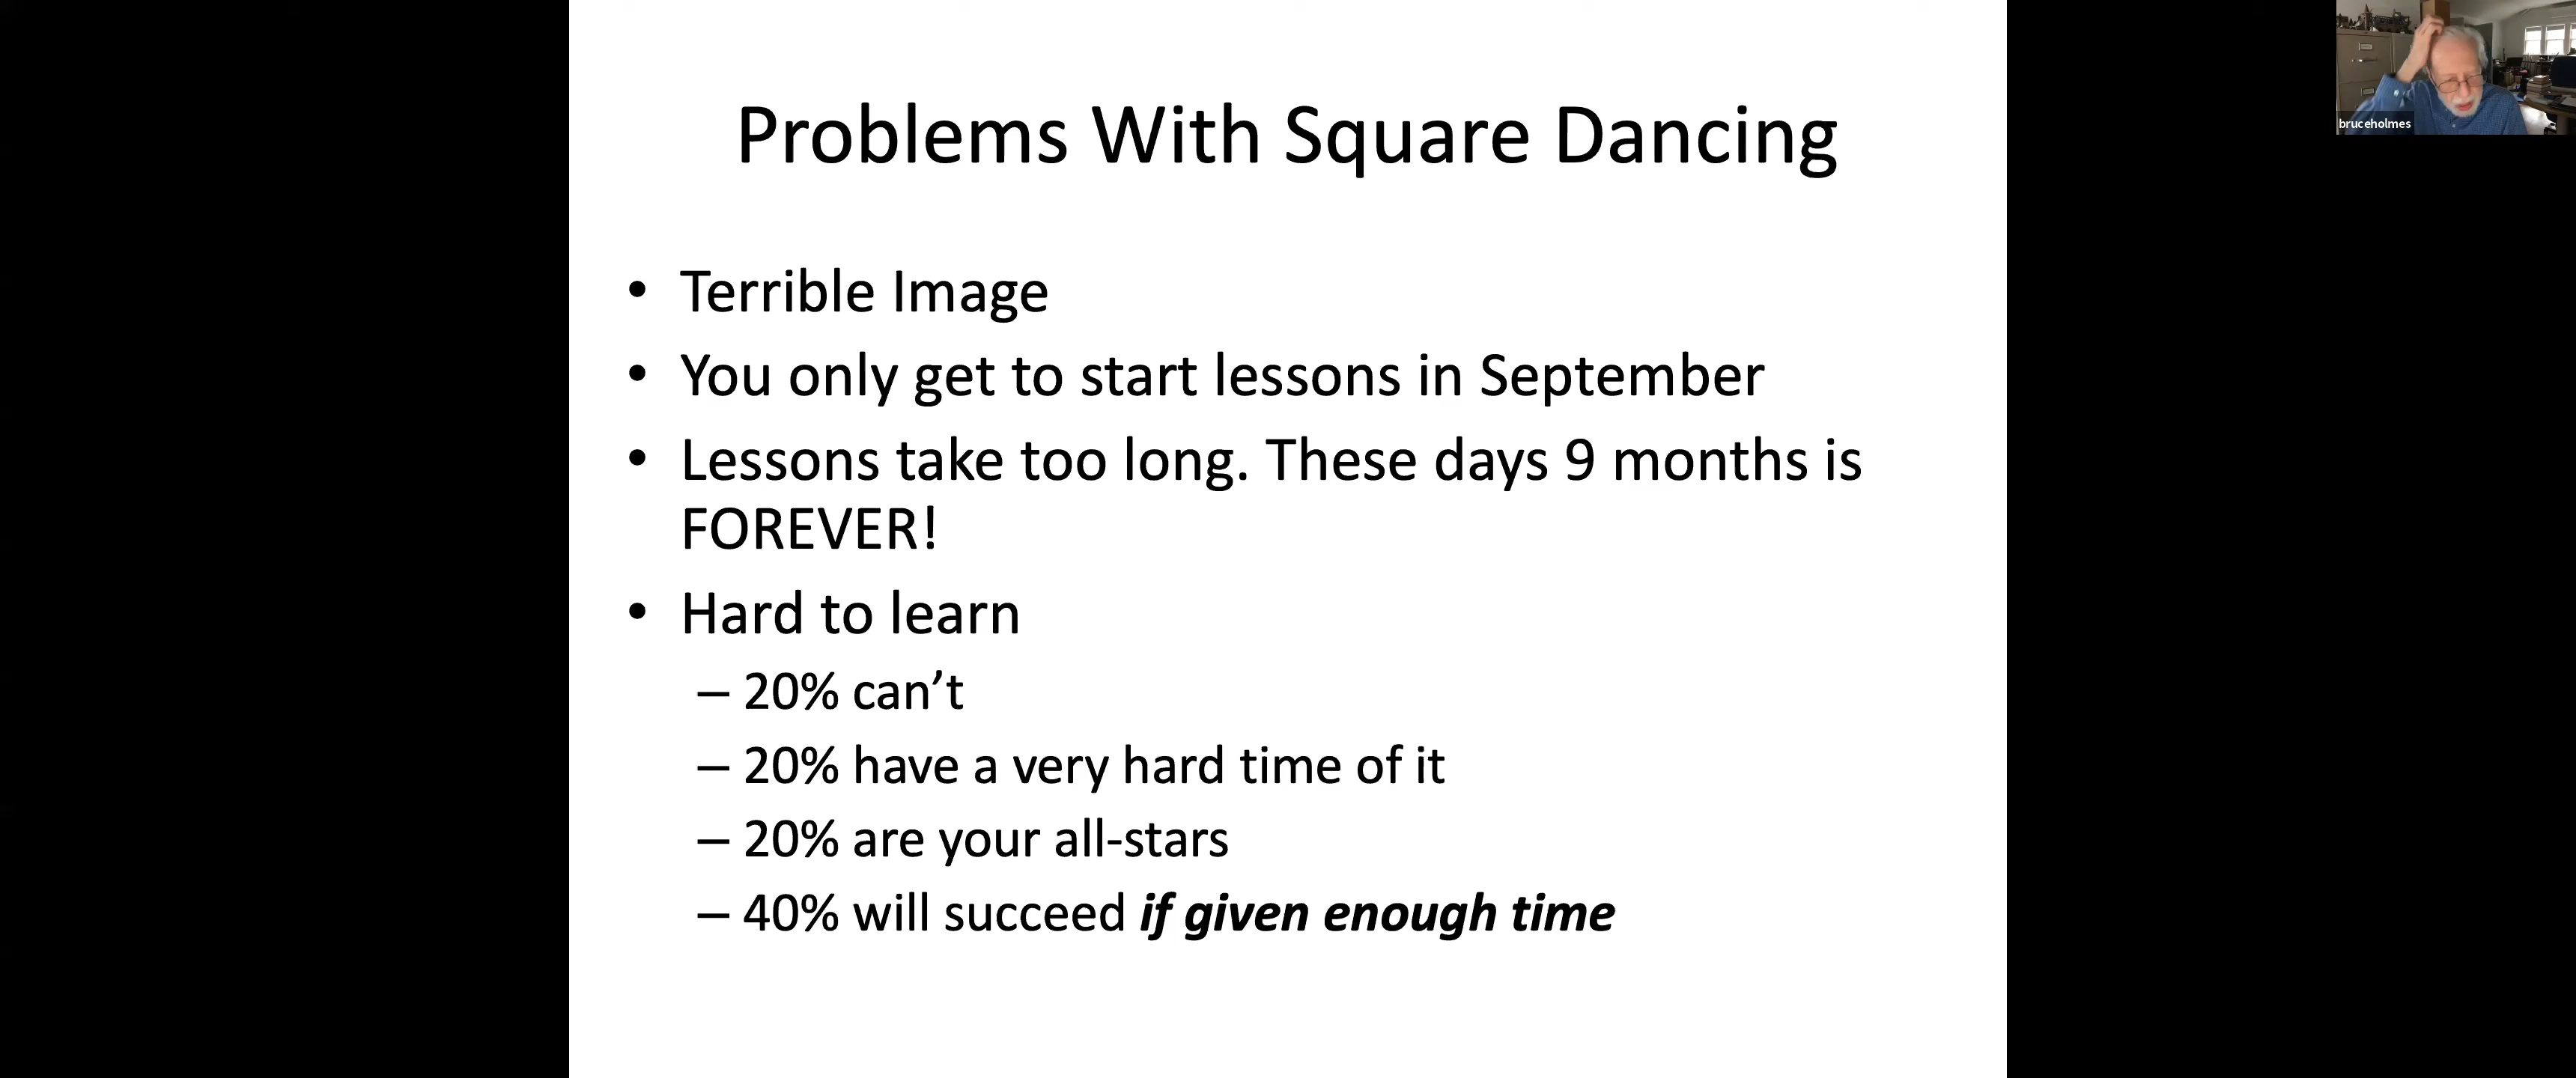 Problems With Square Dancing
bruceholmes
• Terrible Image
• You only get to start lessons in September
• Lessons take too long. These days 9 months is
FOREVER!
• Hard to learn
– 20% can’t
– 20% have a very hard time of it
– 20% are your all-stars
– 40% will succeed if given enough time